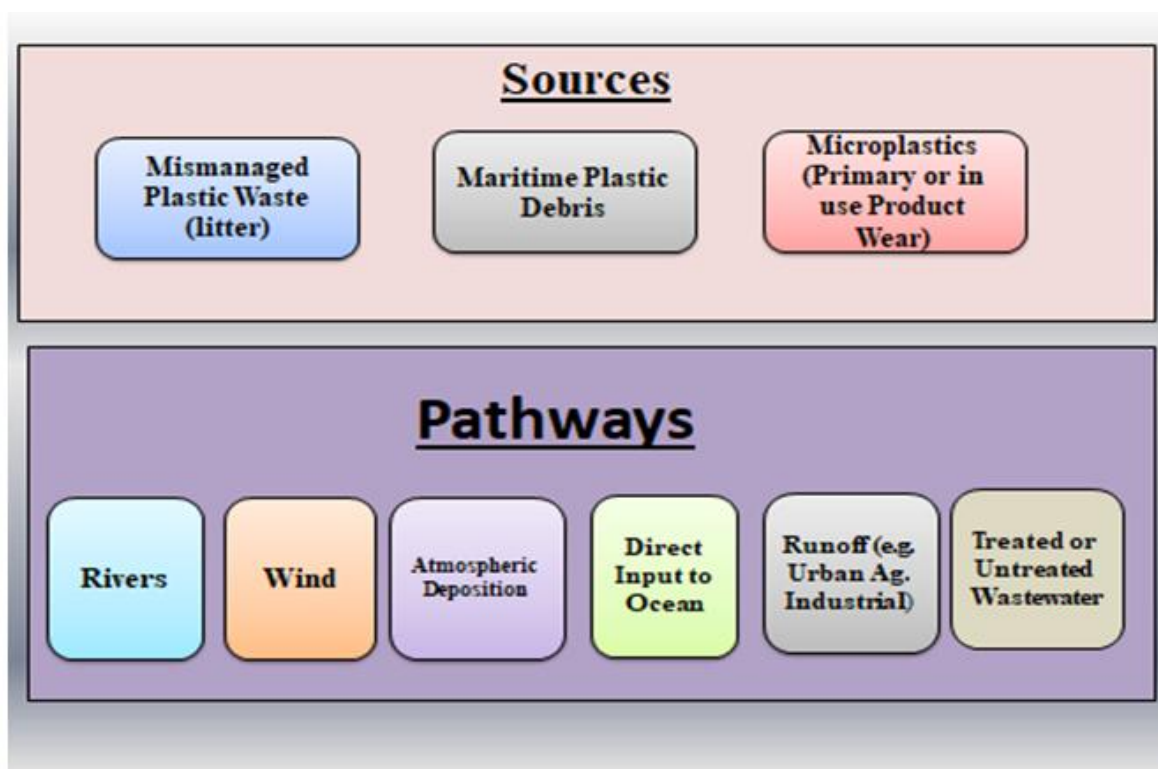 Sources
Mismanaged
Plastic Waste
(litter)
Maritime Plastic
Debris
Microplastics
(Primary or in
use Product
Wear)
Pathways
Rivers
Wind
Atmospheric
Deposition
Direct
Input to
Ocean
Runoff (e.g.
Urban Ag.
Industrial)
Treated or
Untreated
Wastewater